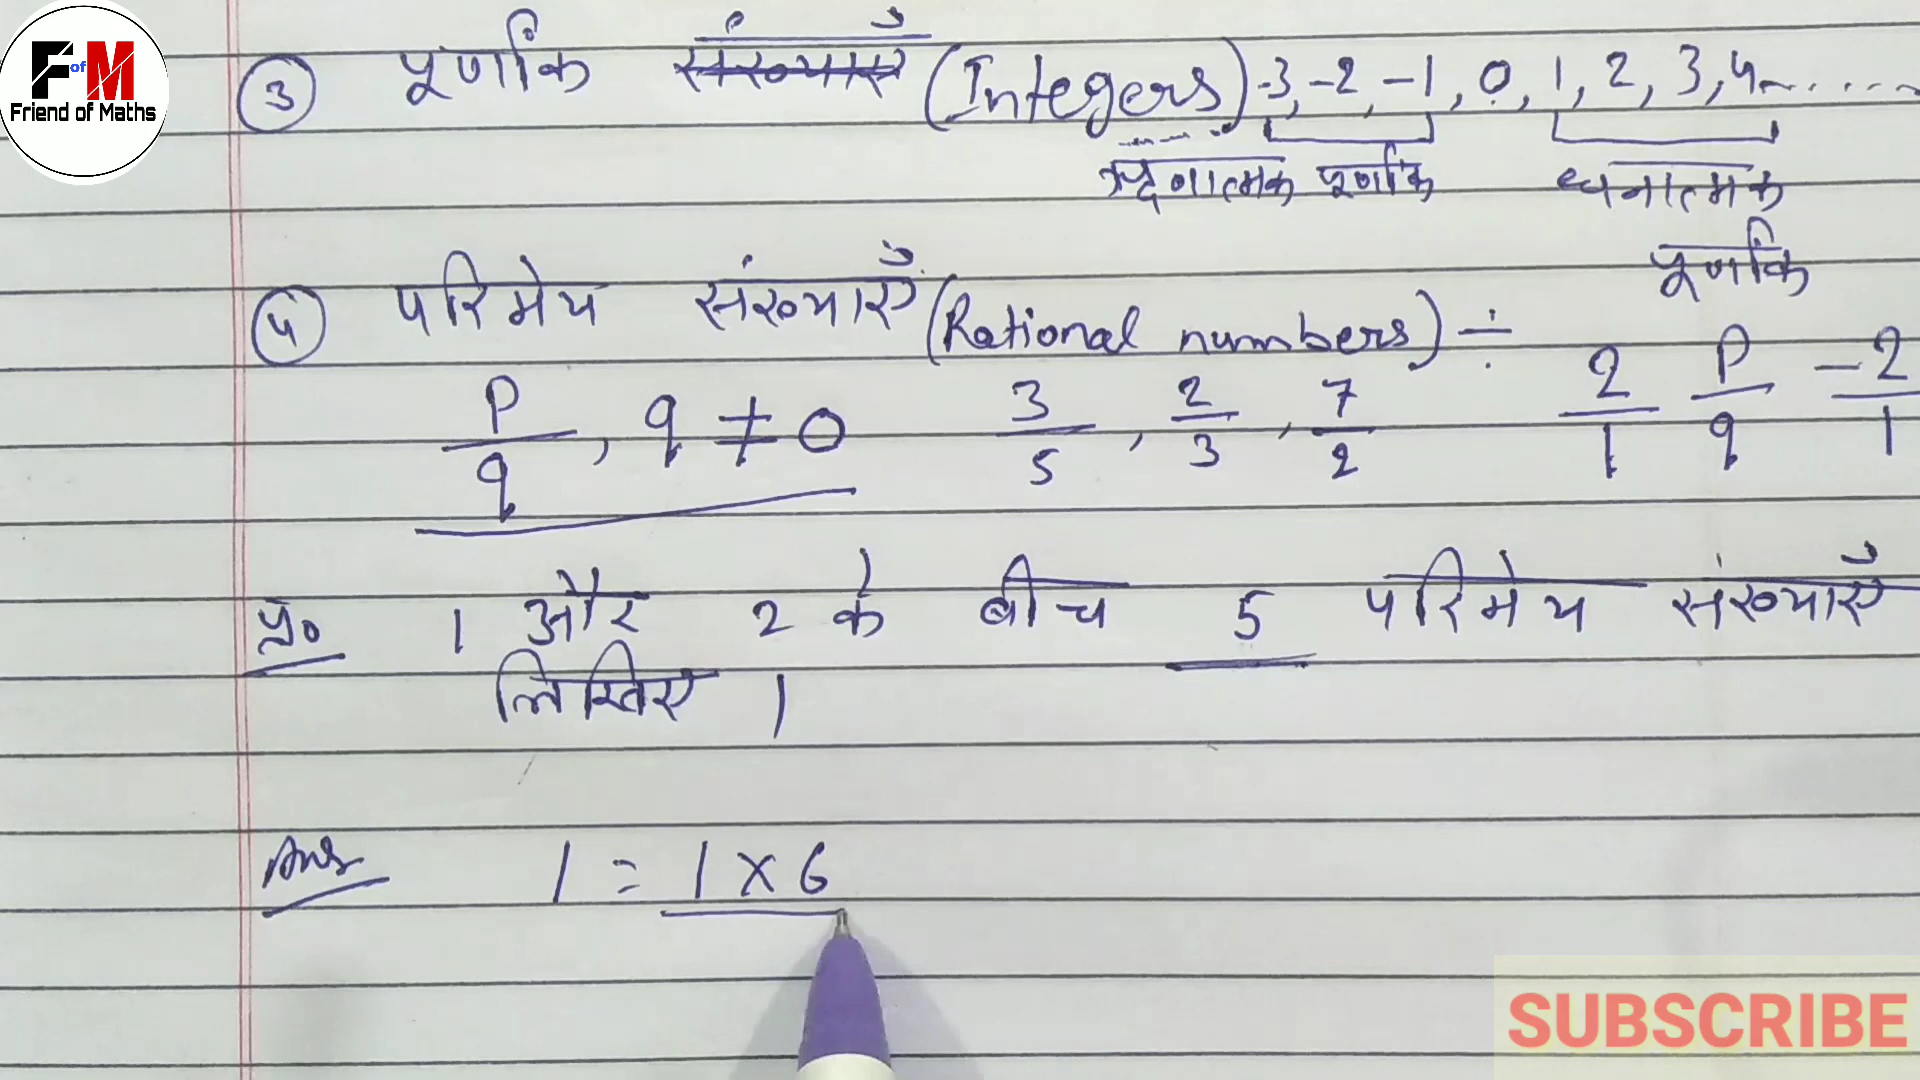 FofM
Friend of Maths
③ पूर्णांक संख्याएँ (Integers) -3, -2, -1, 0, 1, 2, 3, 4.......
ऋणात्मक पूर्णांक धनात्मक
पूर्णांक
④ परिमेय संख्याएँ (Rational numbers) ÷
p/q, q ≠ 0 3/5, 2/3, 7/2 2/1 p/q -2/1
प्र० 1 और 2 के बीच 5 परिमेय संख्याएँ
लिखिए ।
Ans 1 = 1 × 6
SUBSCRIBE